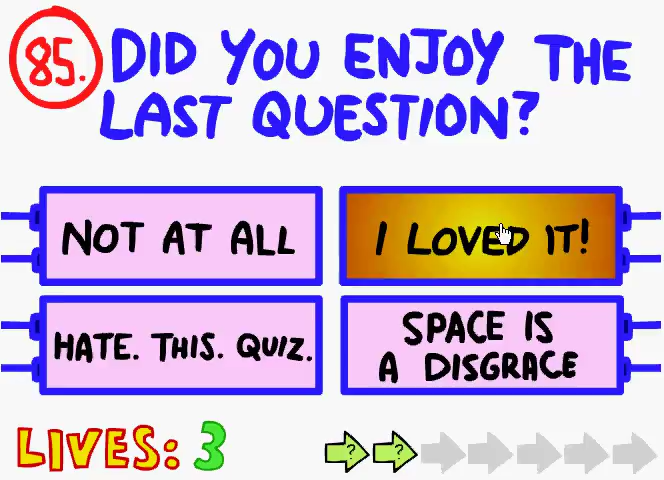 85. DID YOU ENJOY THE
LAST QUESTION?
NOT AT ALL
I LOVED IT!
HATE. THIS. QUIZ.
SPACE IS
A DISGRACE
LIVES: 3
? ?